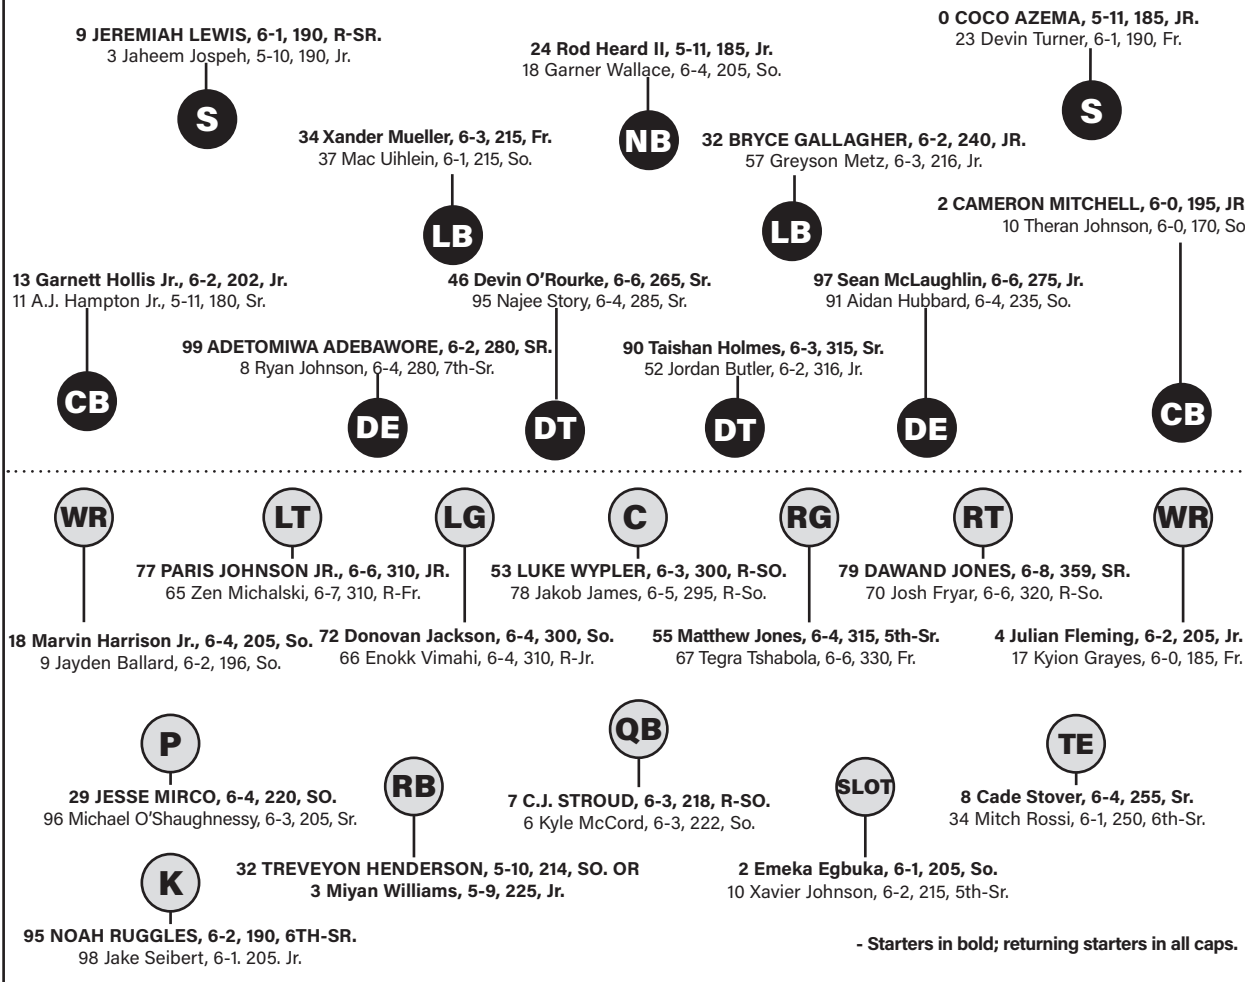 9 JEREMIAH LEWIS, 6-1, 190, R-SR.
3 Jaheem Jospeh, 5-10, 190, Jr.
S
24 Rod Heard II, 5-11, 185, Jr.
18 Garner Wallace, 6-4, 205, So.
NB
0 COCO AZEMA, 5-11, 185, JR.
23 Devin Turner, 6-1, 190, Fr.
S
34 Xander Mueller, 6-3, 215, Fr.
37 Mac Uihlein, 6-1, 215, So.
LB
32 BRYCE GALLAGHER, 6-2, 240, JR.
57 Greyson Metz, 6-3, 216, Jr.
LB
2 CAMERON MITCHELL, 6-0, 195, JR
10 Theran Johnson, 6-0, 170, So
CB
13 Garnett Hollis Jr., 6-2, 202, Jr.
11 A.J. Hampton Jr., 5-11, 180, Sr.
CB
46 Devin O'Rourke, 6-6, 265, Sr.
95 Najee Story, 6-4, 285, Sr.
DT
97 Sean McLaughlin, 6-6, 275, Jr.
91 Aidan Hubbard, 6-4, 235, So.
DE
99 ADETOMIWA ADEBAWORE, 6-2, 280, SR.
8 Ryan Johnson, 6-4, 280, 7th-Sr.
DE
90 Taishan Holmes, 6-3, 315, Sr.
52 Jordan Butler, 6-2, 316, Jr.
DT
WR
LT
LG
C
RG
RT
WR
77 PARIS JOHNSON JR., 6-6, 310, JR.
65 Zen Michalski, 6-7, 310, R-Fr.
53 LUKE WYPLER, 6-3, 300, R-SO.
78 Jakob James, 6-5, 295, R-So.
79 DAWAND JONES, 6-8, 359, SR.
70 Josh Fryar, 6-6, 320, R-So.
18 Marvin Harrison Jr., 6-4, 205, So.
9 Jayden Ballard, 6-2, 196, So.
72 Donovan Jackson, 6-4, 300, So.
66 Enokk Vimahi, 6-4, 310, R-Jr.
55 Matthew Jones, 6-4, 315, 5th-Sr.
67 Tegra Tshabola, 6-6, 330, Fr.
4 Julian Fleming, 6-2, 205, Jr.
17 Kyion Grayes, 6-0, 185, Fr.
P
29 JESSE MIRCO, 6-4, 220, SO.
96 Michael O'Shaughnessy, 6-3, 205, Sr.
RB
32 TREVEYON HENDERSON, 5-10, 214, SO. OR
3 Miyan Williams, 5-9, 225, Jr.
QB
7 C.J. STROUD, 6-3, 218, R-SO.
6 Kyle McCord, 6-3, 222, So.
SLOT
2 Emeka Egbuka, 6-1, 205, So.
10 Xavier Johnson, 6-2, 215, 5th-Sr.
TE
8 Cade Stover, 6-4, 255, Sr.
34 Mitch Rossi, 6-1, 250, 6th-Sr.
K
95 NOAH RUGGLES, 6-2, 190, 6TH-SR.
98 Jake Seibert, 6-1. 205. Jr.
- Starters in bold; returning starters in all caps.